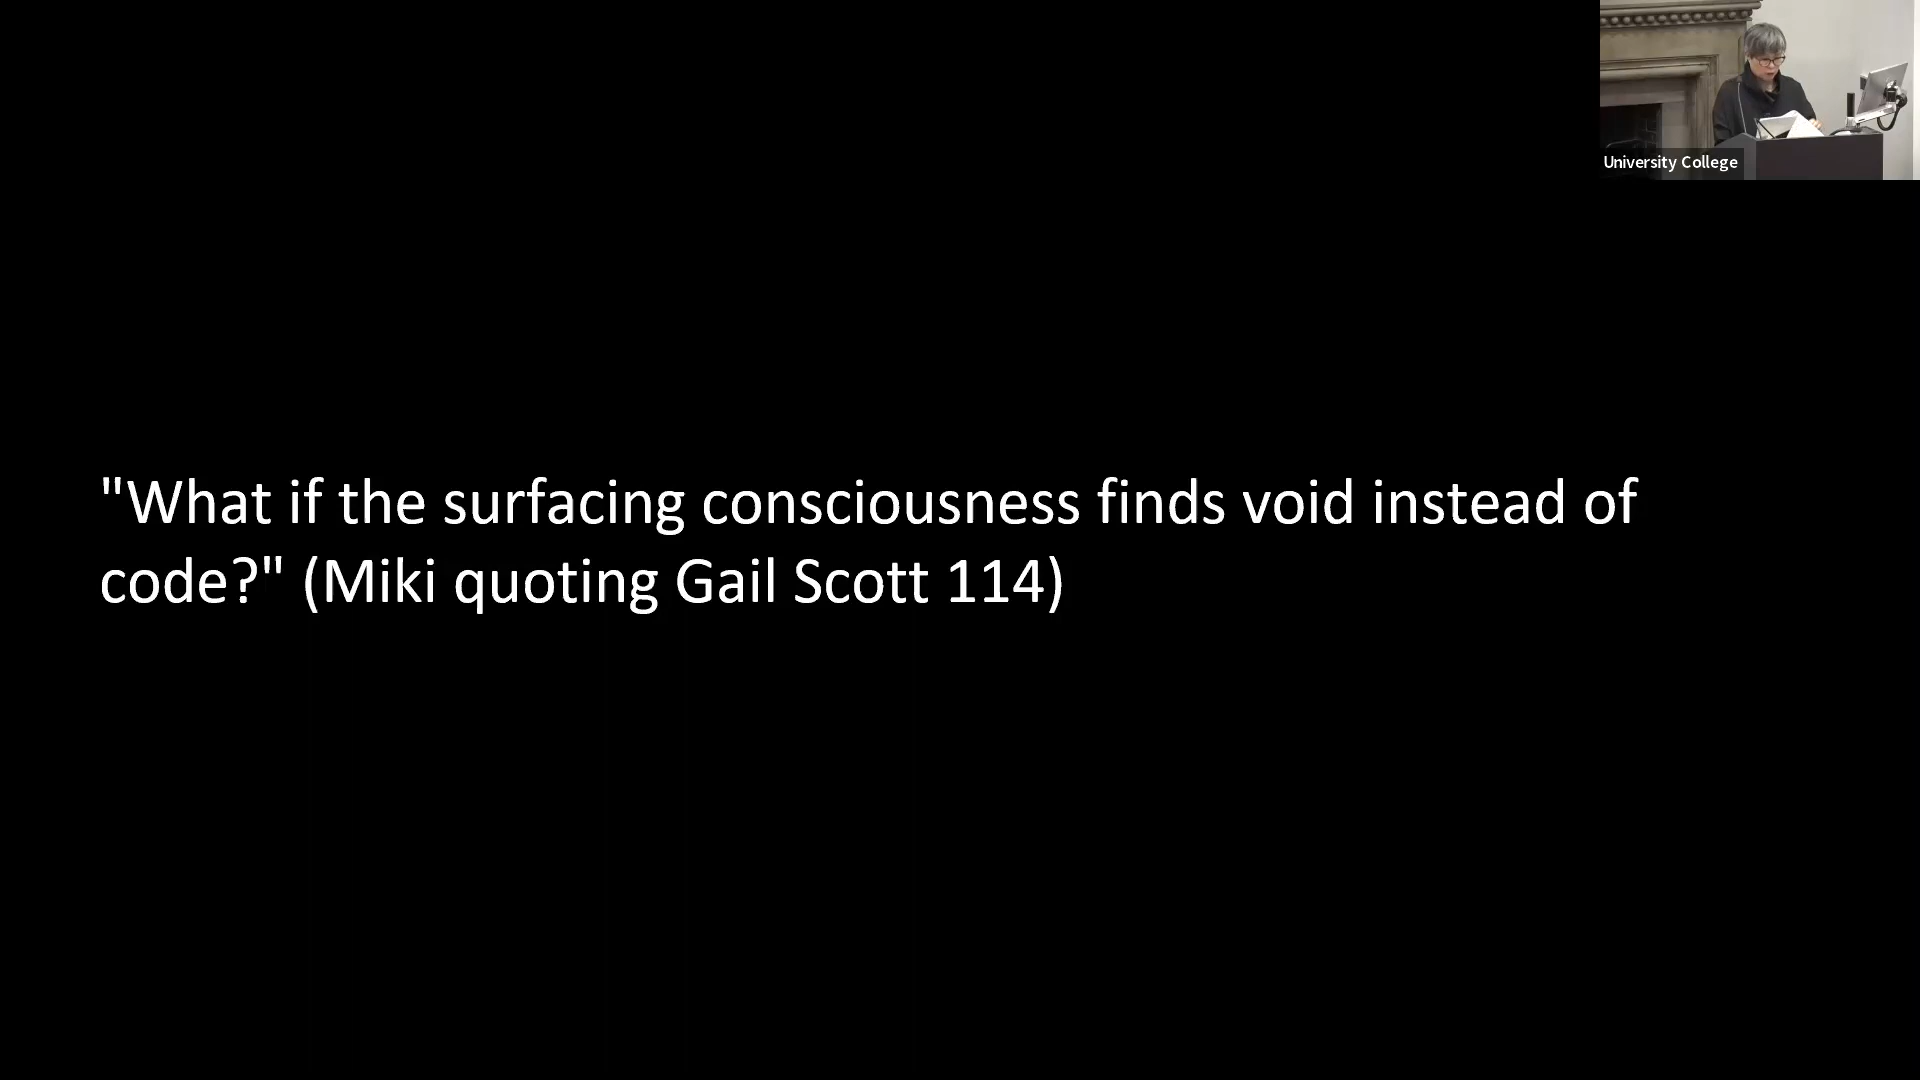 University College
"What if the surfacing consciousness finds void instead of
code?" (Miki quoting Gail Scott 114)